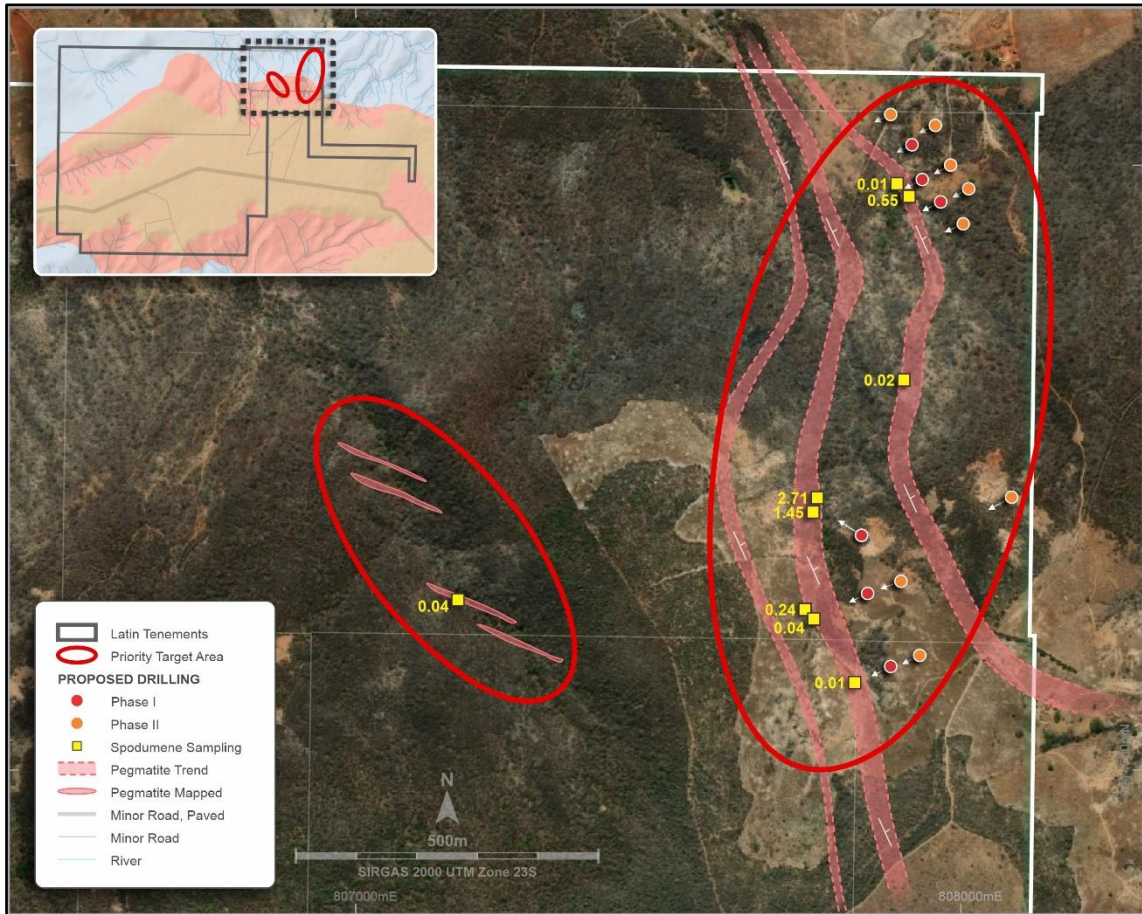 0.01
0.55
0.02
2.71
1.45
0.24
0.04
0.01
0.04
Latin Tenements
Priority Target Area
PROPOSED DRILLING
Phase I
Phase II
Spodumene Sampling
Pegmatite Trend
Pegmatite Mapped
Minor Road, Paved
Minor Road
River
N
500m
SIRGAS 2000 UTM Zone 23S
807000mE
808000mE